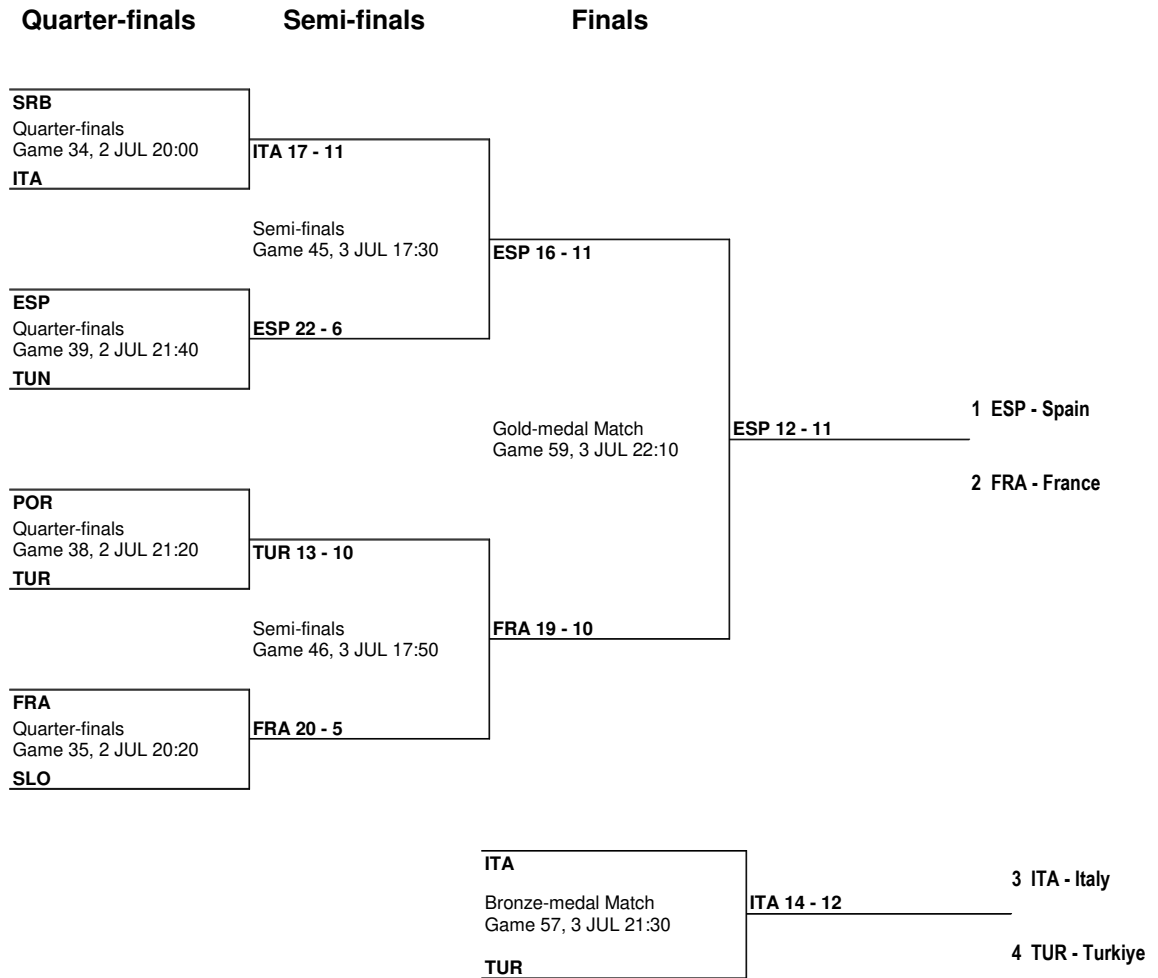 Quarter-finals Semi-finals Finals
SRB
Quarter-finals
Game 34, 2 JUL 20:00
ITA
ITA 17 - 11
Semi-finals
Game 45, 3 JUL 17:30
ESP 16 - 11
ESP
Quarter-finals
Game 39, 2 JUL 21:40
TUN
ESP 22 - 6
Gold-medal Match
Game 59, 3 JUL 22:10
ESP 12 - 11
1 ESP - Spain
2 FRA - France
POR
Quarter-finals
Game 38, 2 JUL 21:20
TUR
TUR 13 - 10
Semi-finals
Game 46, 3 JUL 17:50
FRA 19 - 10
FRA
Quarter-finals
Game 35, 2 JUL 20:20
SLO
FRA 20 - 5
ITA
Bronze-medal Match
Game 57, 3 JUL 21:30
TUR
ITA 14 - 12
3 ITA - Italy
4 TUR - Turkiye